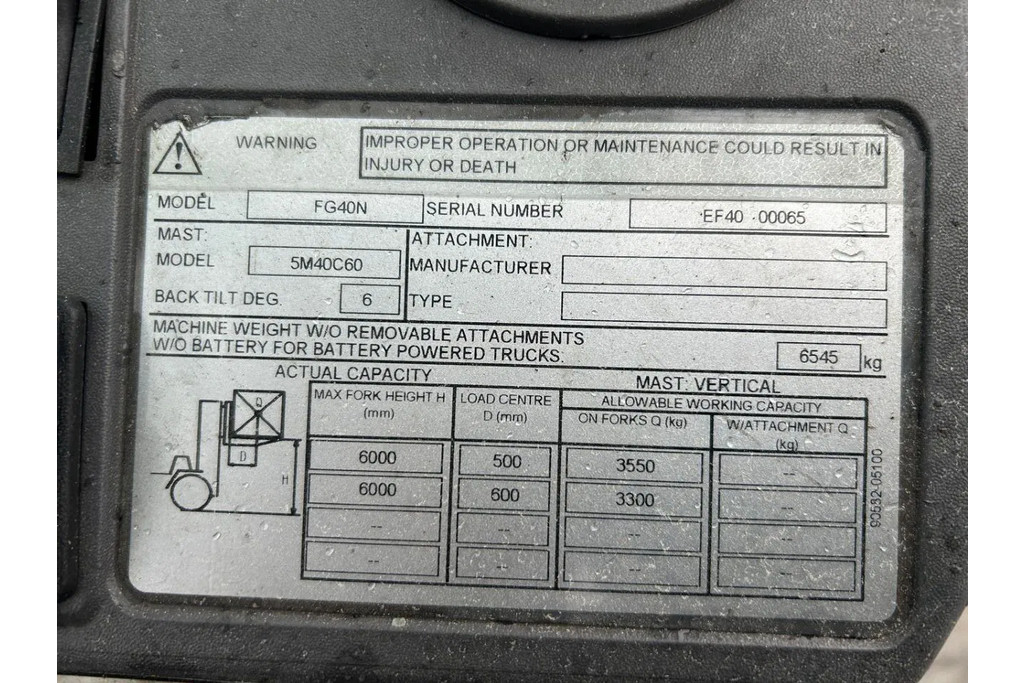 WARNING
IMPROPER OPERATION OR MAINTENANCE COULD RESULT IN
INJURY OR DEATH
MODEL FG40N SERIAL NUMBER EF40 00065
MAST: ATTACHMENT:
MODEL 5M40C60 MANUFACTURER
BACK TILT DEG. 6 TYPE
MACHINE WEIGHT W/O REMOVABLE ATTACHMENTS
W/O BATTERY FOR BATTERY POWERED TRUCKS: 6545 kg
ACTUAL CAPACITY MAST: VERTICAL
MAX FORK HEIGHT H LOAD CENTRE ALLOWABLE WORKING CAPACITY
(mm) D (mm) ON FORKS Q (kg) W/ATTACHMENT Q
(kg)
Q
D
H
6000 500 3550 --
6000 600 3300 --
-- -- -- --
-- -- -- --
90532-05100